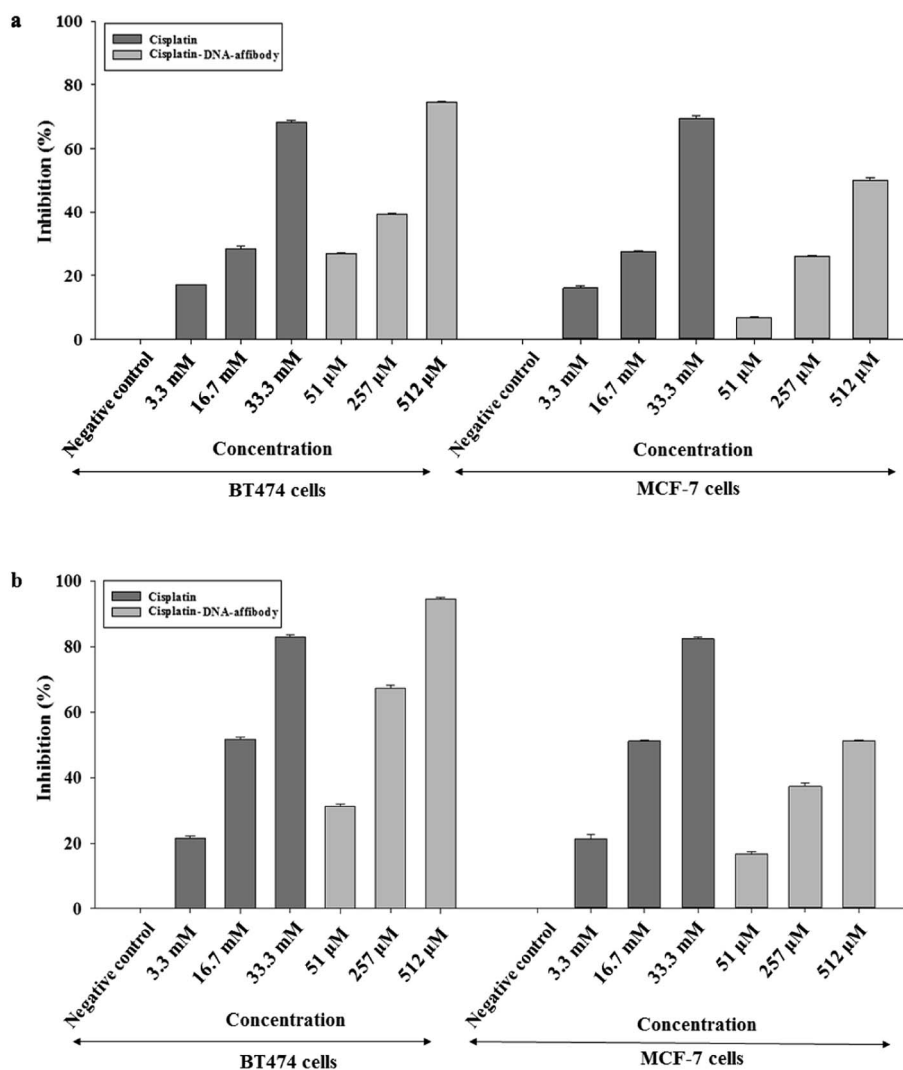 a
100
80
60
40
20
0
Inhibition (%)
Cisplatin
Cisplatin-DNA-affibody
Negative control
3.3 mM
16.7 mM
33.3 mM
51 µM
257 µM
512 µM
Negative control
3.3 mM
16.7 mM
33.3 mM
51 µM
257 µM
512 µM
Concentration
Concentration
BT474 cells
MCF-7 cells
b
100
80
60
40
20
0
Inhibition (%)
Cisplatin
Cisplatin-DNA-affibody
Negative control
3.3 mM
16.7 mM
33.3 mM
51 µM
257 µM
512 µM
Negative control
3.3 mM
16.7 mM
33.3 mM
51 µM
257 µM
512 µM
Concentration
Concentration
BT474 cells
MCF-7 cells